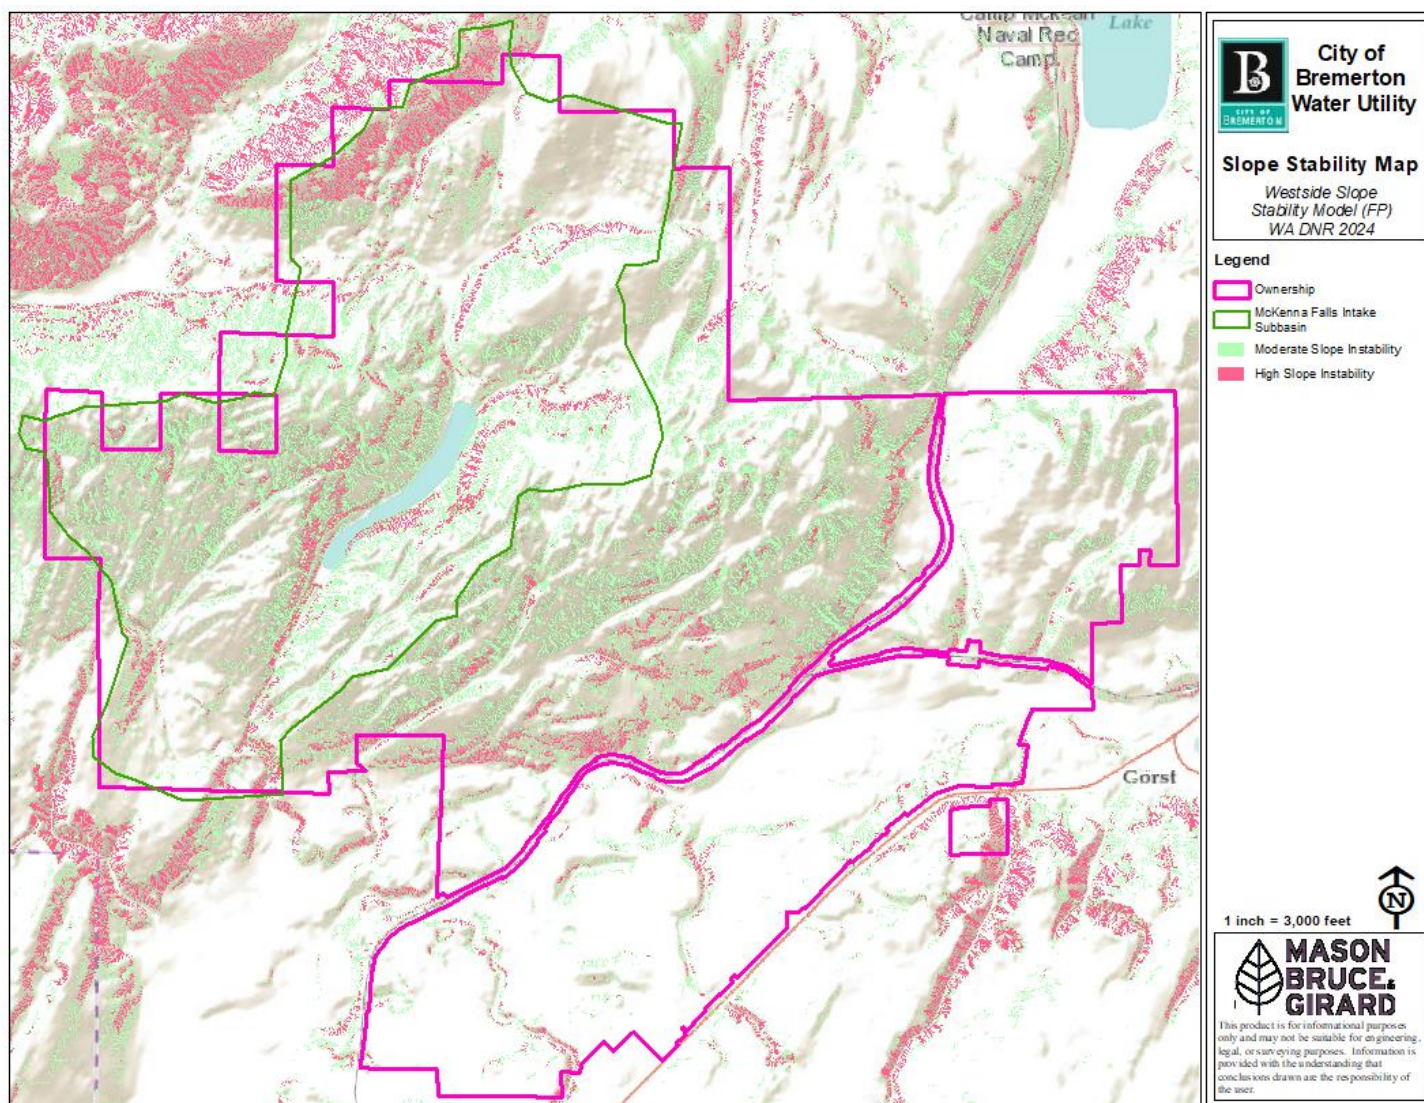 Camp McKean
Naval Rec
Camp
Lake
Gorst
B
CITY OF
BREMERTON
City of
Bremerton
Water Utility
Slope Stability Map
Westside Slope
Stability Model (FP)
WA DNR 2024
Legend
Ownership
McKenna Falls Intake
Subbasin
Moderate Slope Instability
High Slope Instability
1 inch = 3,000 feet
N
MASON
BRUCE &
GIRARD
This product is for informational purposes
only and may not be suitable for engineering,
legal, or surveying purposes. Information is
provided with the understanding that
conclusions drawn are the responsibility of
the user.